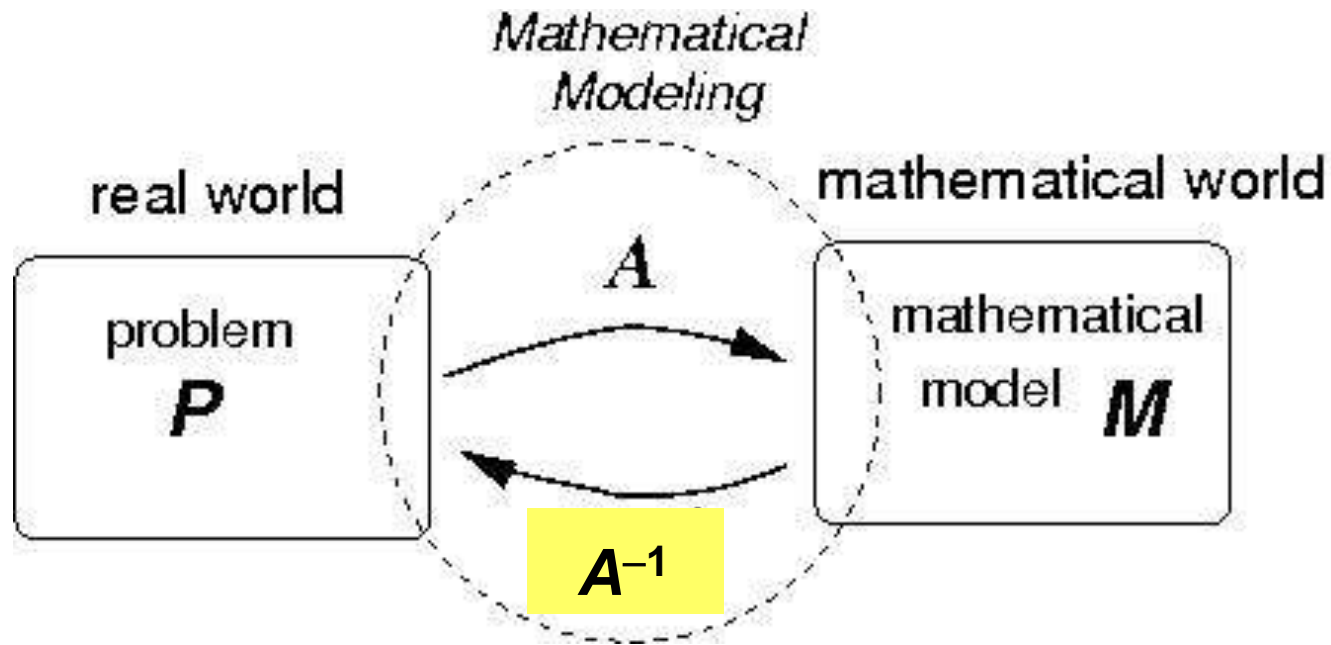 Mathematical
Modeling
real world
mathematical world
A
problem
P
mathematical
model M
A⁻¹